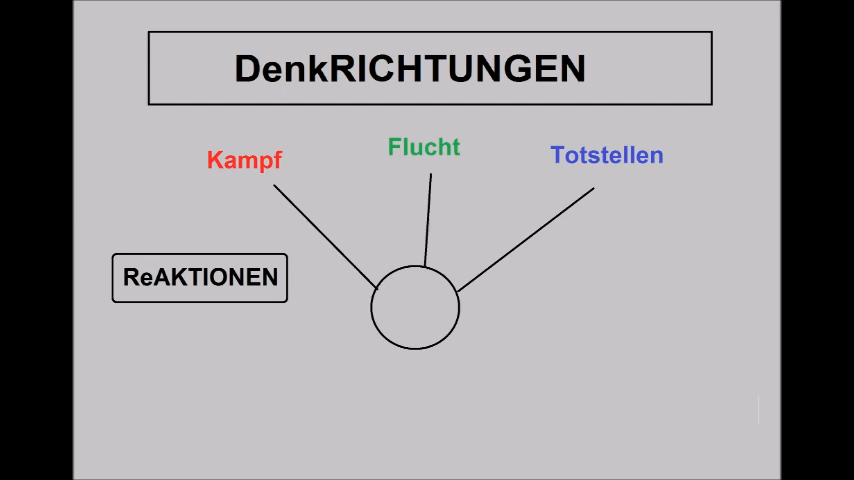 DenkRICHTUNGEN
Kampf
Flucht
Totstellen
ReAKTIONEN